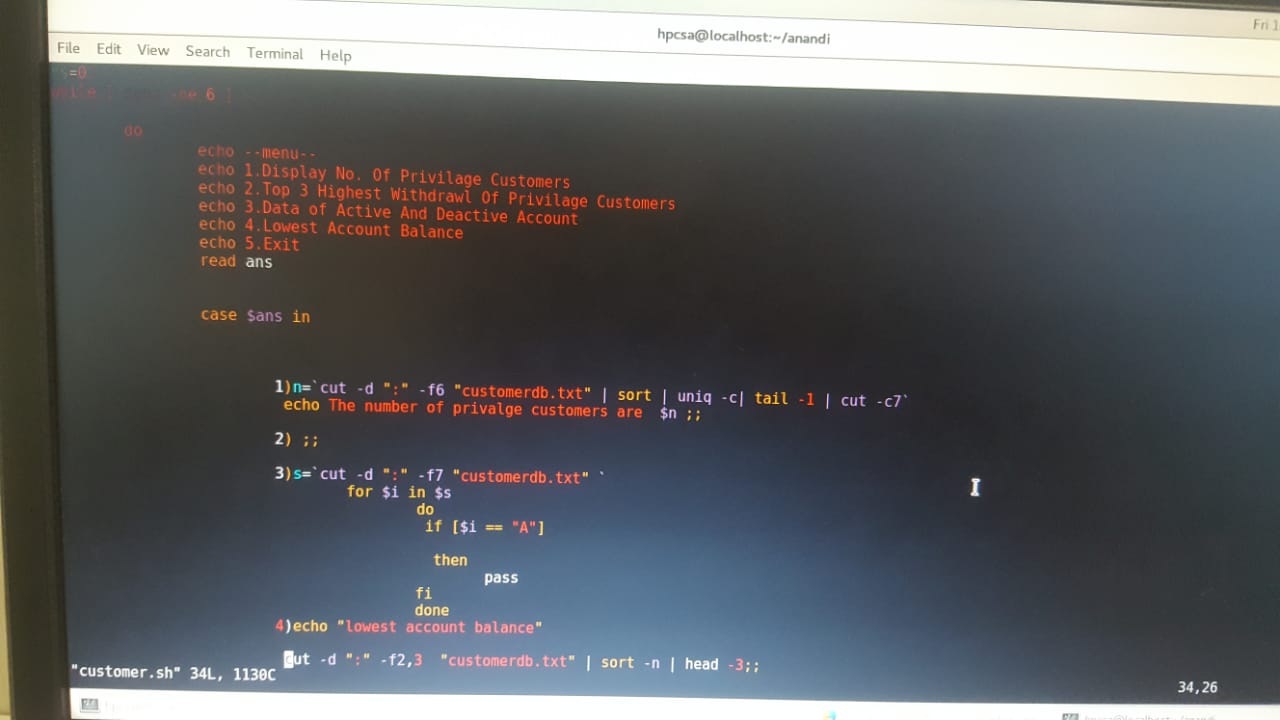 hpcsa@localhost:~/anandi
Fri 1
File Edit View Search Terminal Help
s=0
while [ -ne 6 ]
do
echo --menu--
echo 1.Display No. Of Privilage Customers
echo 2.Top 3 Highest Withdrawl Of Privilage Customers
echo 3.Data of Active And Deactive Account
echo 4.Lowest Account Balance
echo 5.Exit
read ans
case $ans in
1)n=`cut -d ":" -f6 "customerdb.txt" | sort | uniq -c| tail -1 | cut -c7`
echo The number of privalge customers are $n ;;
2) ;;
3)s=`cut -d ":" -f7 "customerdb.txt" `
for $i in $s
do
if [$i == "A"]
then
pass
fi
done
4)echo "lowest account balance"
cut -d ":" -f2,3 "customerdb.txt" | sort -n | head -3;;
"customer.sh" 34L, 1130C
34,26